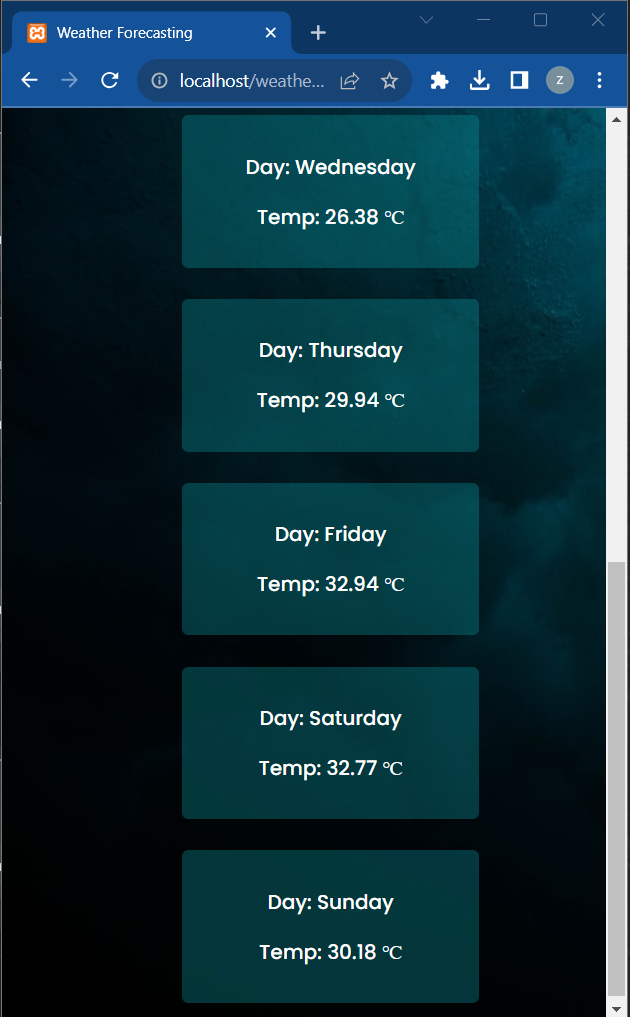 Weather Forecasting
localhost/weathe...
z
Day: Wednesday
Temp: 26.38 ℃
Day: Thursday
Temp: 29.94 ℃
Day: Friday
Temp: 32.94 ℃
Day: Saturday
Temp: 32.77 ℃
Day: Sunday
Temp: 30.18 ℃